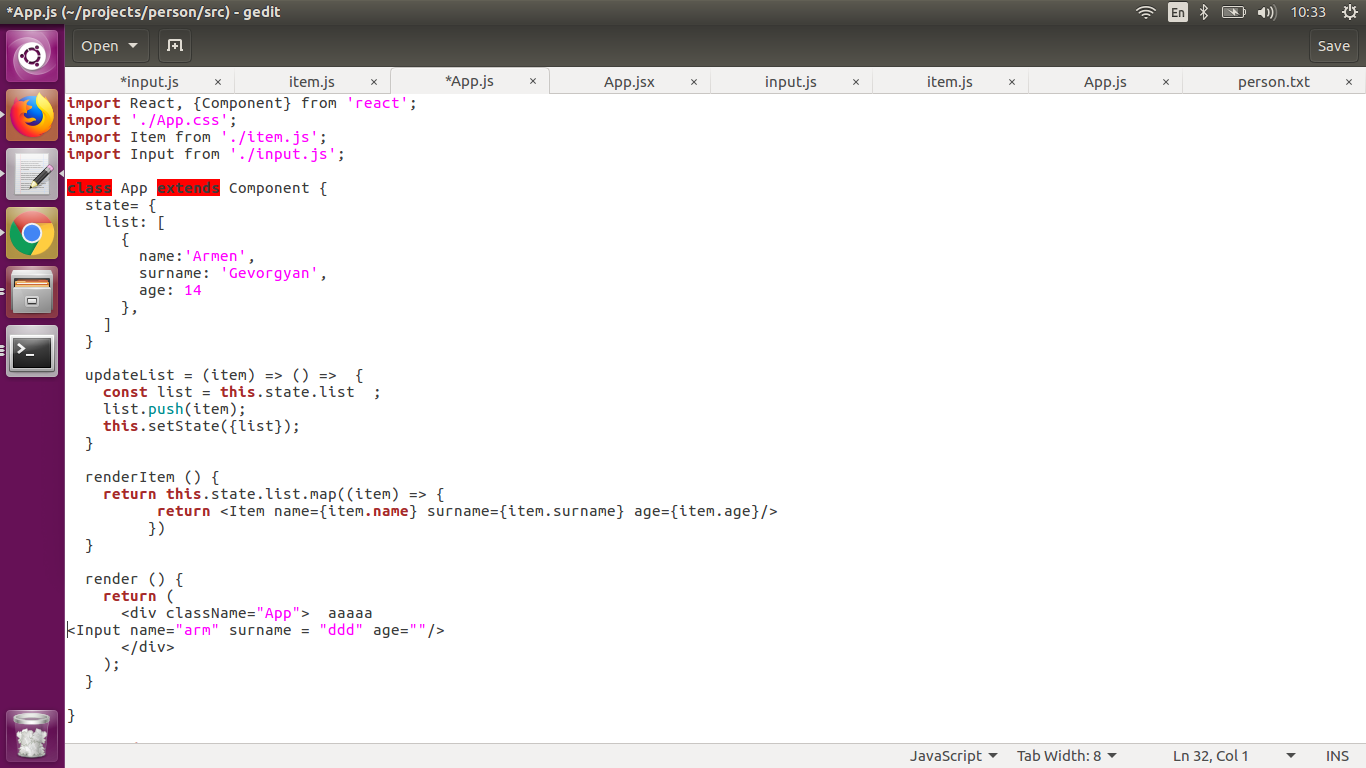 *App.js (~/projects/person/src) - gedit
En
10:33
Open
Save
*input.js × item.js × *App.js × App.jsx × input.js × item.js × App.js × person.txt ×
import React, {Component} from 'react';
import './App.css';
import Item from './item.js';
import Input from './input.js';
class App extends Component {
  state= {
    list: [
      {
        name:'Armen',
        surname: 'Gevorgyan',
        age: 14
      },
    ]
  }
  updateList = (item) => () =>  {
    const list = this.state.list  ;
    list.push(item);
    this.setState({list});
  }
  renderItem () {
    return this.state.list.map((item) => {
          return <Item name={item.name} surname={item.surname} age={item.age}/>
         })
  }
  render () {
    return (
      <div className="App">  aaaaa
<Input name="arm" surname = "ddd" age=""/>
      </div>
    );
  }
}
JavaScript Tab Width: 8 Ln 32, Col 1 INS